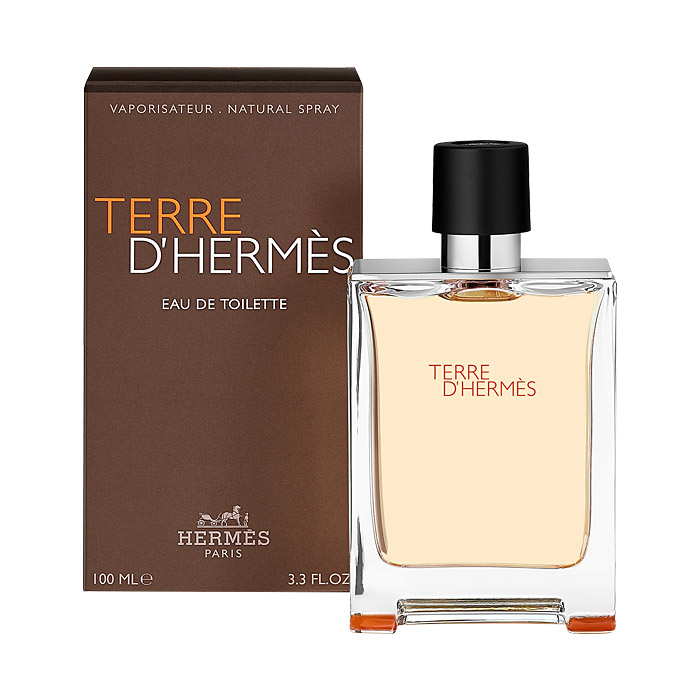 VAPORISATEUR . NATURAL SPRAY
TERRE
D'HERMÈS
EAU DE TOILETTE
HERMÈS
PARIS
100 ML℮
3.3 FL.OZ
TERRE
D'HERMÈS